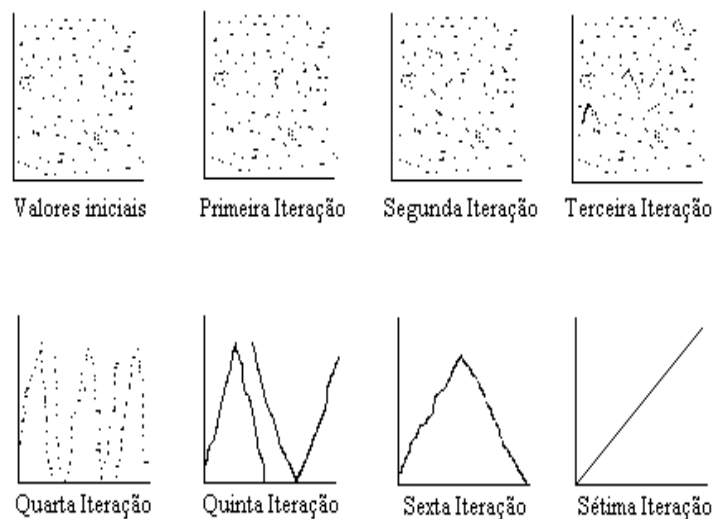 Valores iniciais
Primeira Iteração
Segunda Iteração
Terceira Iteração
Quarta Iteração
Quinta Iteração
Sexta Iteração
Sétima Iteração